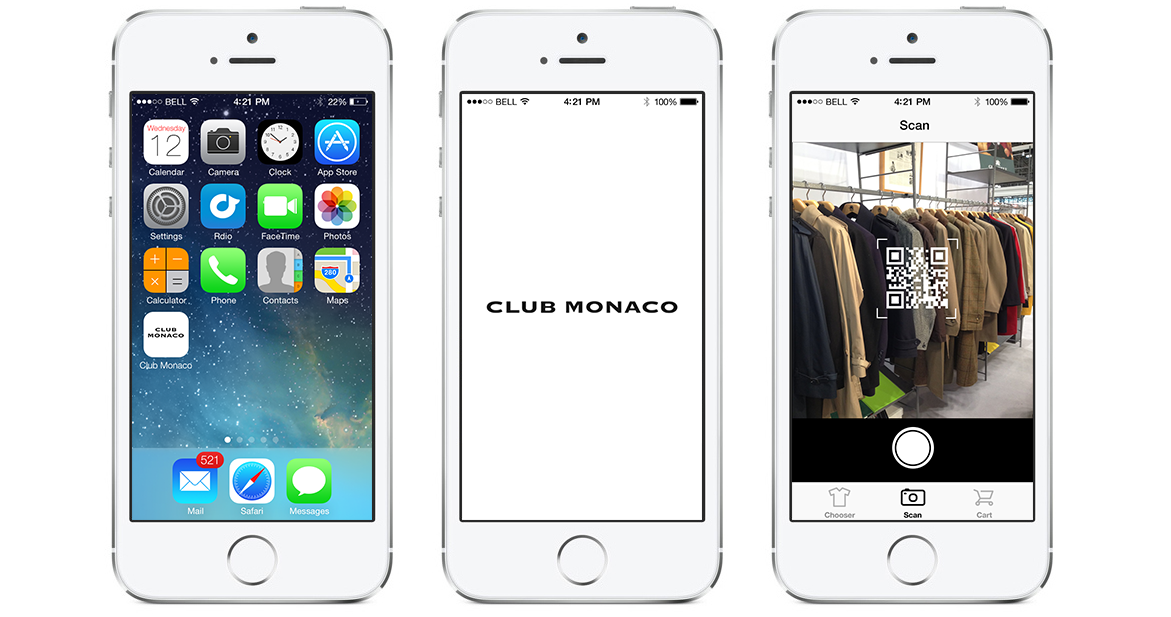 BELL 4:21 PM 22%
Wednesday
12
Calendar Camera Clock App Store
Settings Rdio FaceTime Photos
Calculator Phone Contacts Maps
280
CLUB
MONACO
Club Monaco
521
Mail Safari Messages
BELL 4:21 PM 100%
CLUB MONACO
BELL 4:21 PM 100%
Scan
Chooser Scan Cart